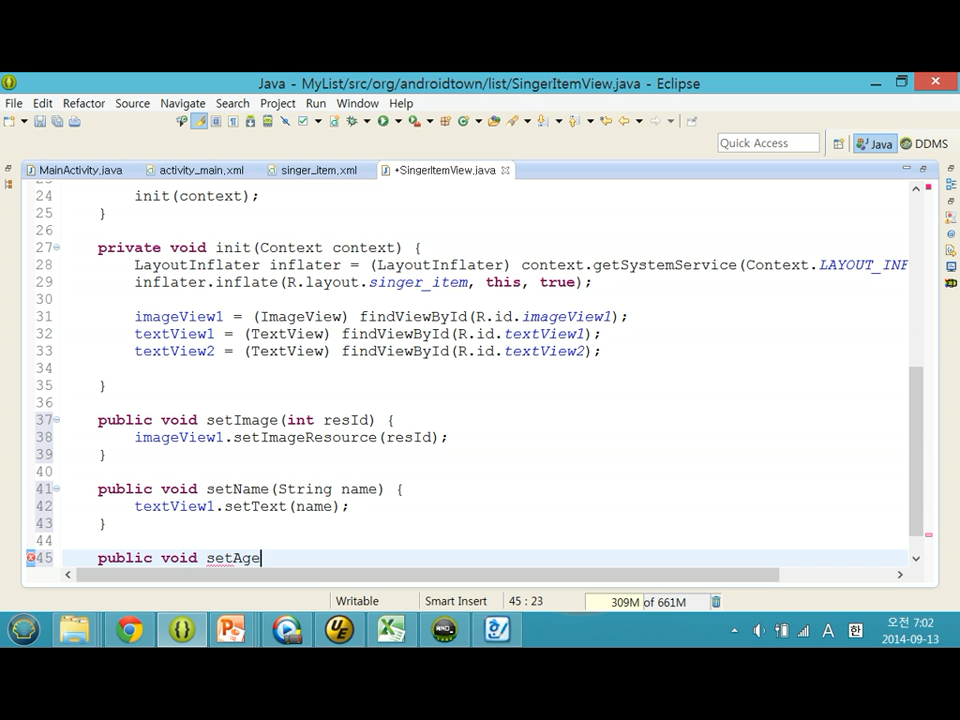 Java - MyList/src/org/androidtown/list/SingerItemView.java - Eclipse
File Edit Refactor Source Navigate Search Project Run Window Help
Quick Access
Java
DDMS
MainActivity.java
activity_main.xml
singer_item.xml
*SingerItemView.java
24 init(context);
25 }
26
27 private void init(Context context) {
28 LayoutInflater inflater = (LayoutInflater) context.getSystemService(Context.LAYOUT_INF
29 inflater.inflate(R.layout.singer_item, this, true);
30
31 imageView1 = (ImageView) findViewById(R.id.imageView1);
32 textView1 = (TextView) findViewById(R.id.textView1);
33 textView2 = (TextView) findViewById(R.id.textView2);
34
35 }
36
37 public void setImage(int resId) {
38 imageView1.setImageResource(resId);
39 }
40
41 public void setName(String name) {
42 textView1.setText(name);
43 }
44
45 public void setAge
Writable
Smart Insert
45 : 23
309M of 661M
A
한
오전 7:02
2014-09-13